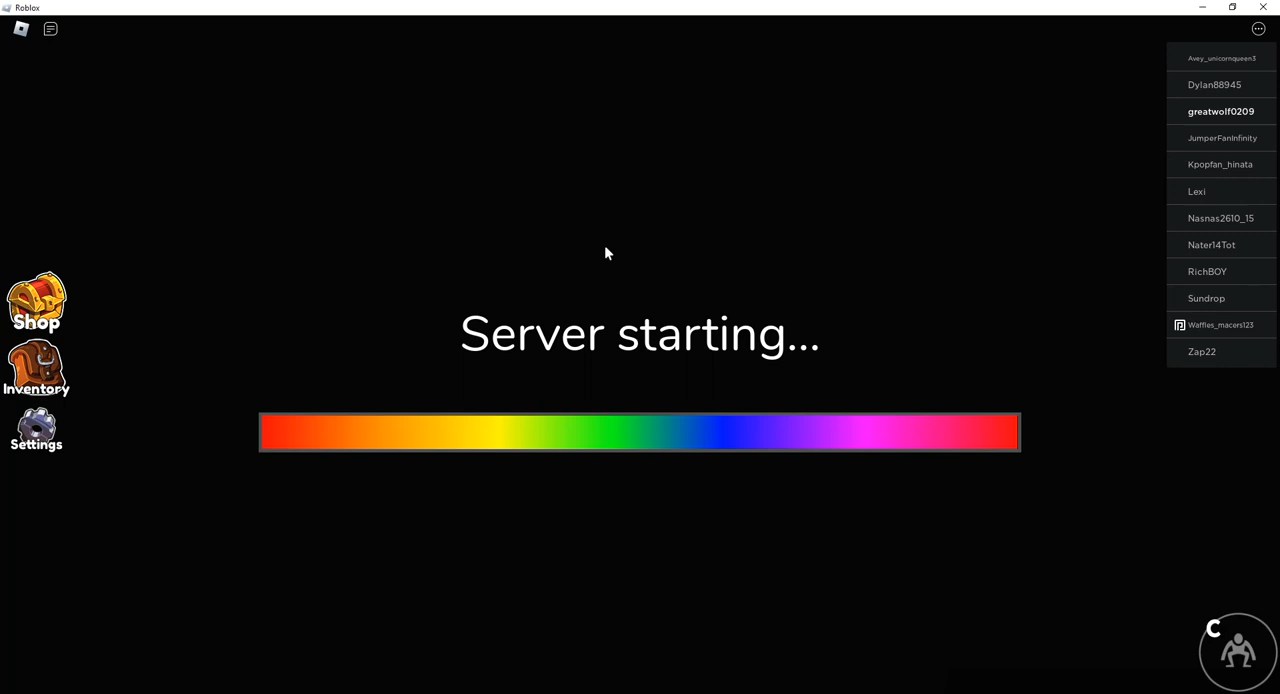 Roblox
Avey_unicornqueen3
Dylan88945
greatwolf0209
JumperFanInfinity
Kpopfan_hinata
Lexi
Nasnas2610_15
Nater14Tot
RichBOY
Sundrop
Waffles_macers123
Zap22
Shop
Inventory
Settings
Server starting...
C